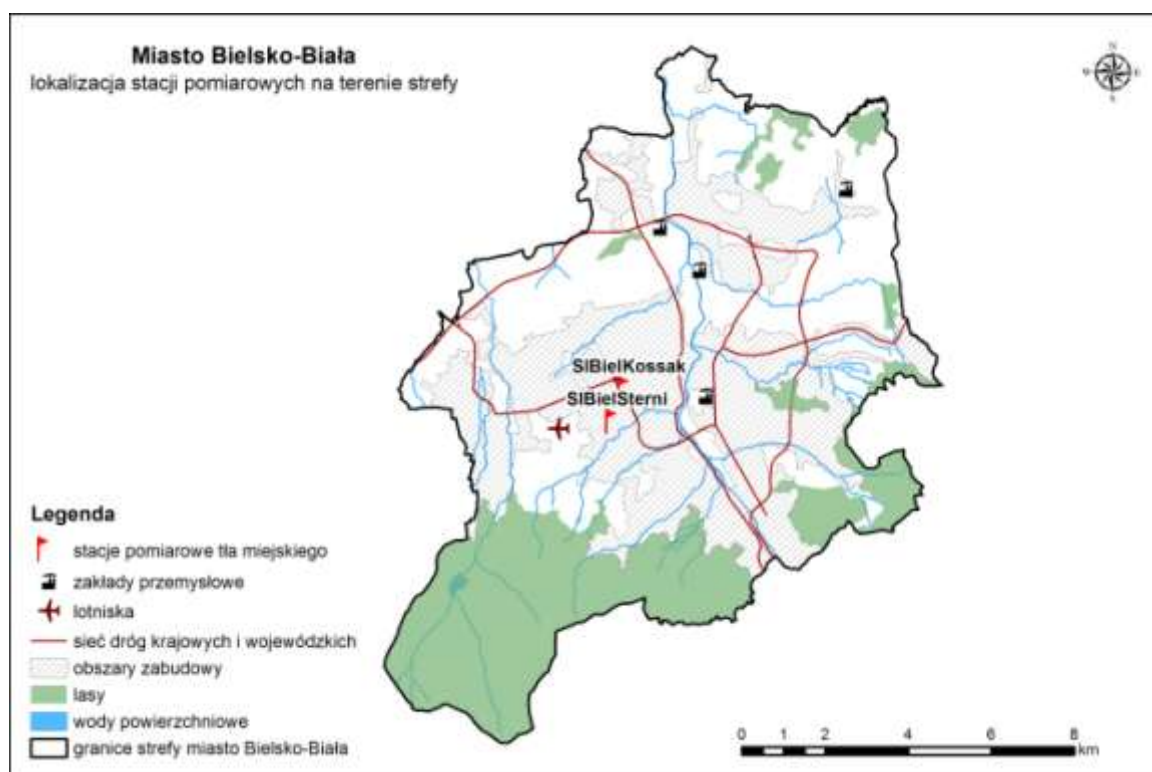 Miasto Bielsko-Biała
lokalizacja stacji pomiarowych na terenie strefy
N
W
E
S
SlBielKossak
SlBielSterni
Legenda
stacje pomiarowe tła miejskiego
zakłady przemysłowe
lotniska
sieć dróg krajowych i wojewódzkich
obszary zabudowy
lasy
wody powierzchniowe
granice strefy miasto Bielsko-Biała
0 2 4 6 8
km